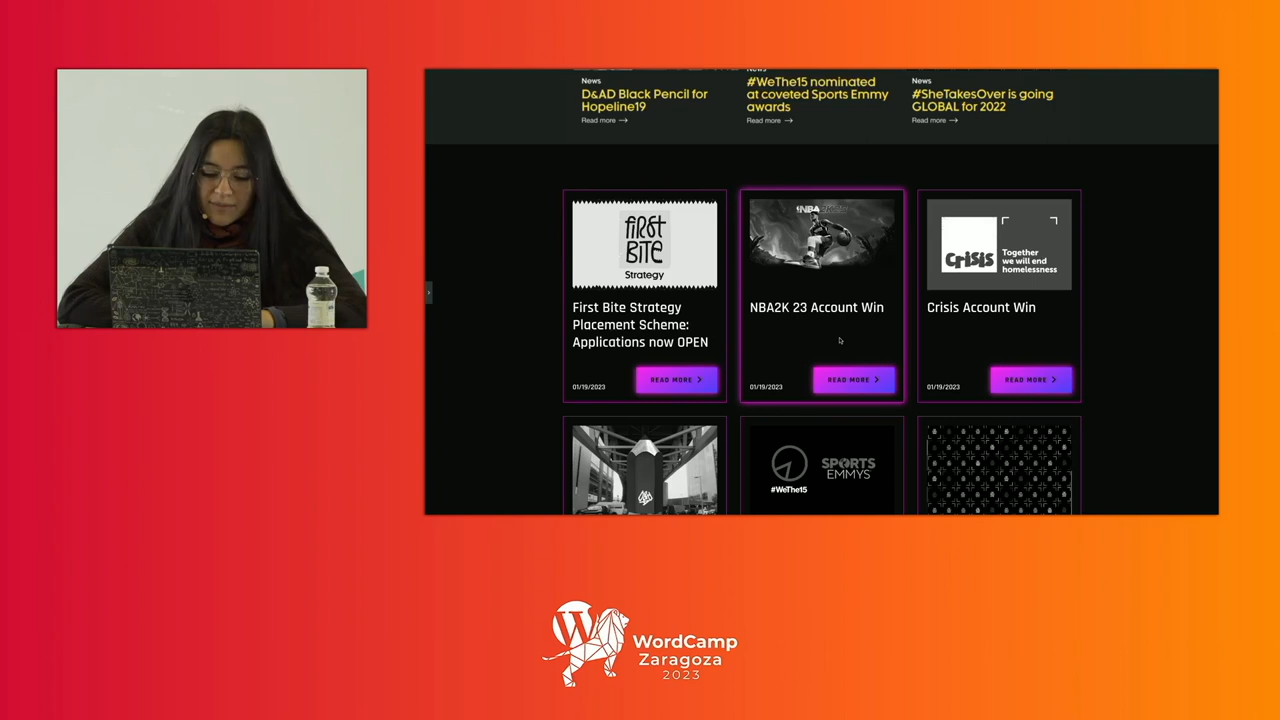 News
D&AD Black Pencil for
Hopeline19
Read more
News
#WeThe15 nominated
at coveted Sports Emmy
awards
Read more
News
#SheTakesOver is going
GLOBAL for 2022
Read more
FIRST
BITE
Strategy
First Bite Strategy
Placement Scheme:
Applications now OPEN
01/19/2023
READ MORE
NBA 2K23
NBA2K 23 Account Win
01/19/2023
READ MORE
Crisis
Together
we will end
homelessness
Crisis Account Win
01/19/2023
READ MORE
#WeThe15
SPORTS
EMMYS
WordCamp
Zaragoza
2023